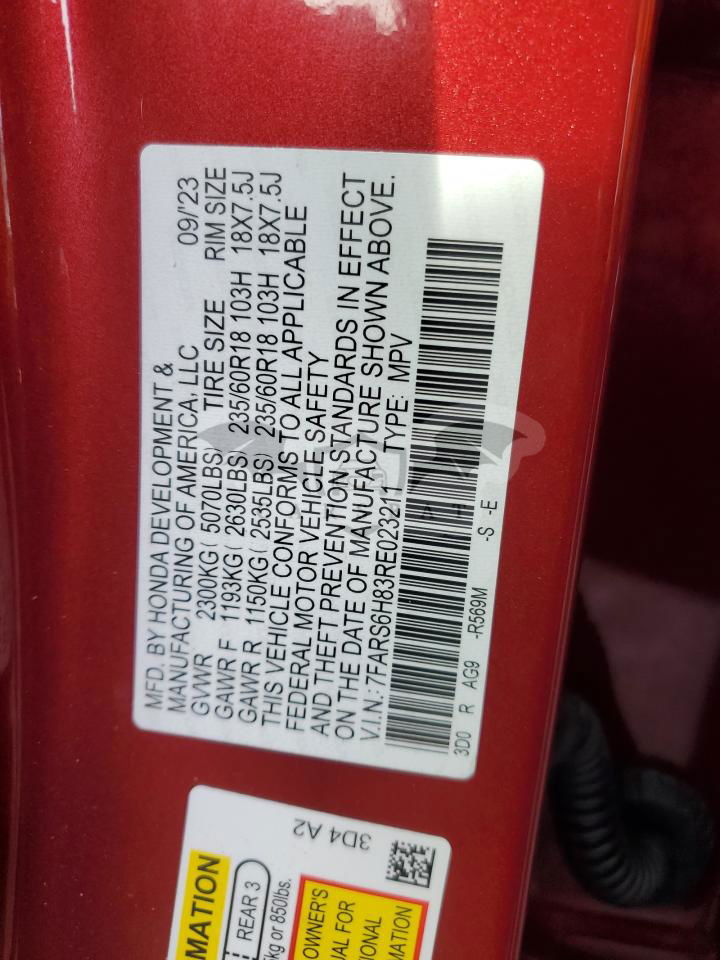 MFD. BY HONDA DEVELOPMENT &
MANUFACTURING OF AMERICA, LLC 09/'23
GVWR 2300KG( 5070LBS) TIRE SIZE RIM SIZE
GAWR F 1193KG( 2630LBS) 235/60R18 103H 18X7.5J
GAWR R 1150KG( 2535LBS) 235/60R18 103H 18X7.5J
THIS VEHICLE CONFORMS TO ALL APPLICABLE
FEDERAL MOTOR VEHICLE SAFETY
AND THEFT PREVENTION STANDARDS IN EFFECT
ON THE DATE OF MANUFACTURE SHOWN ABOVE.
V.I.N.: 7FARS6H83RE023211 TYPE: MPV
3D0 R AG9 -R569M -S -E
3D4 A2
MATION
REAR 3
kg or 850lbs.
OWNER'S
FOR
MATION